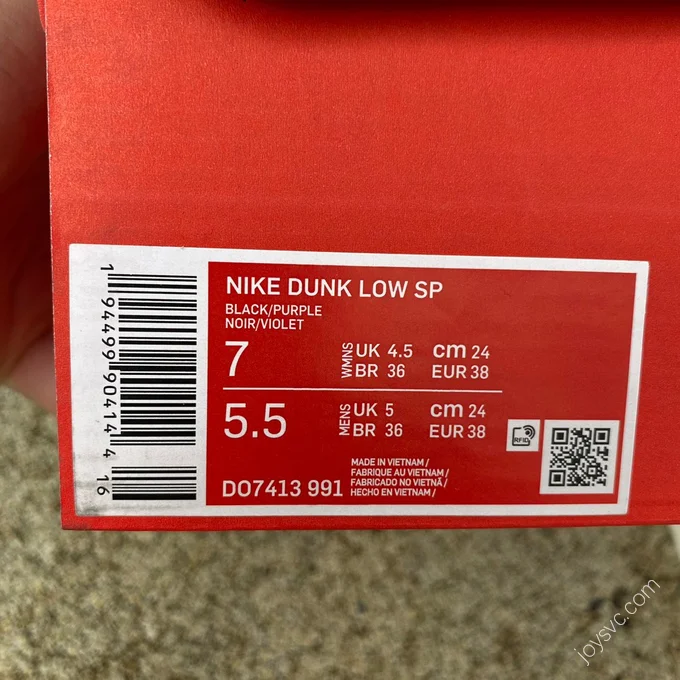 NIKE DUNK LOW SP
BLACK/PURPLE
NOIR/VIOLET
7 WMNS UK 4.5 cm 24
BR 36 EUR 38
5.5 MENS UK 5 cm 24
BR 36 EUR 38
MADE IN VIETNAM /
FABRIQUE AU VIETNAM /
FABRICADO NO VIETNÃ /
HECHO EN VIETNAM /
DO7413 991
RFID
1 94499 90414 4
16
joysvc.com